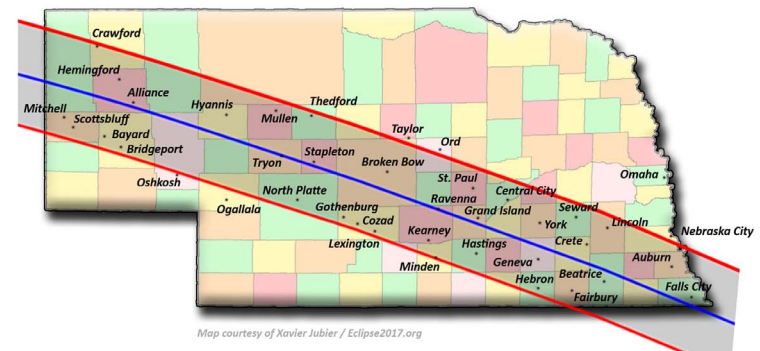 Crawford
Hemingford
Alliance
Mitchell
Scottsbluff
Bayard
Bridgeport
Oshkosh
Hyannis
Mullen
Thedford
Tryon
Stapleton
Taylor
Ord
Broken Bow
North Platte
Ogallala
Gothenburg
Cozad
Lexington
St. Paul
Ravenna
Central City
Grand Island
Kearney
Minden
Hastings
Omaha
Seward
Lincoln
York
Crete
Nebraska City
Geneva
Auburn
Hebron
Beatrice
Fairbury
Falls City
Map courtesy of Xavier Jubier / Eclipse2017.org